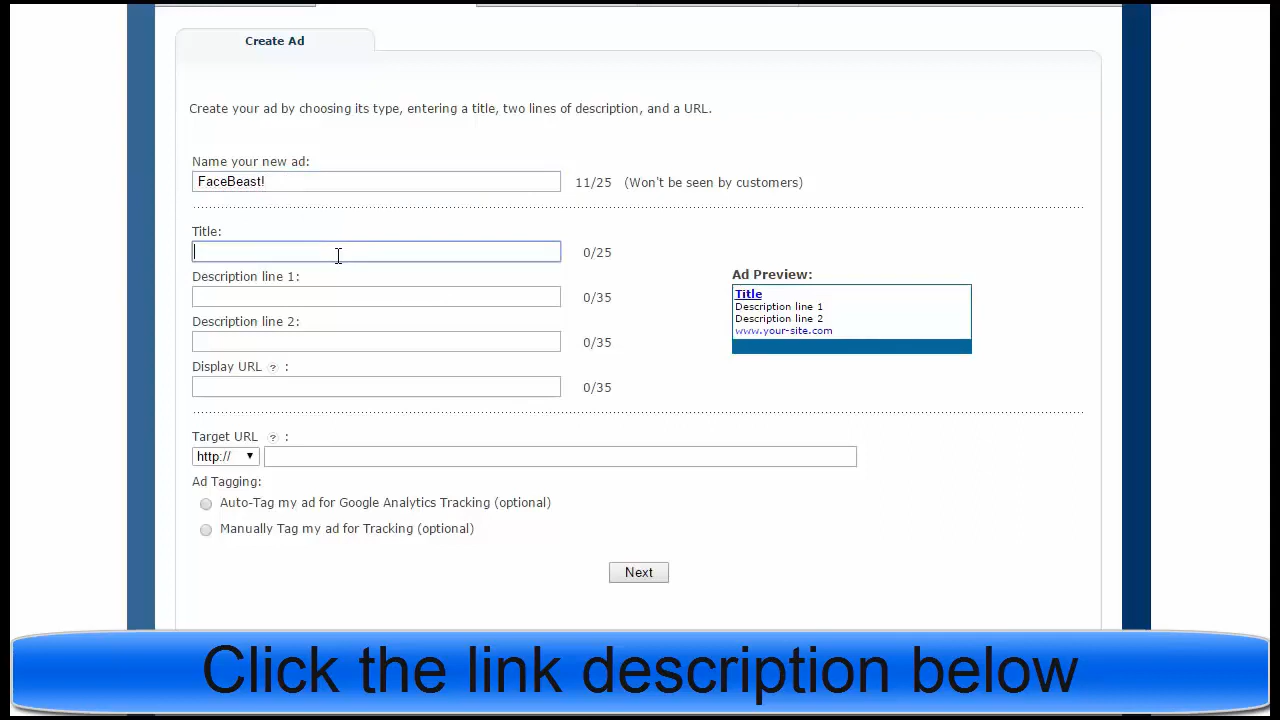 Create Ad
Create your ad by choosing its type, entering a title, two lines of description, and a URL.
Name your new ad:
FaceBeast!
11/25 (Won't be seen by customers)
Title:
0/25
Description line 1:
0/35
Description line 2:
0/35
Display URL ? :
0/35
Ad Preview:
Title
Description line 1
Description line 2
www.your-site.com
Target URL ? :
http://
Ad Tagging:
Auto-Tag my ad for Google Analytics Tracking (optional)
Manually Tag my ad for Tracking (optional)
Next
Click the link description below